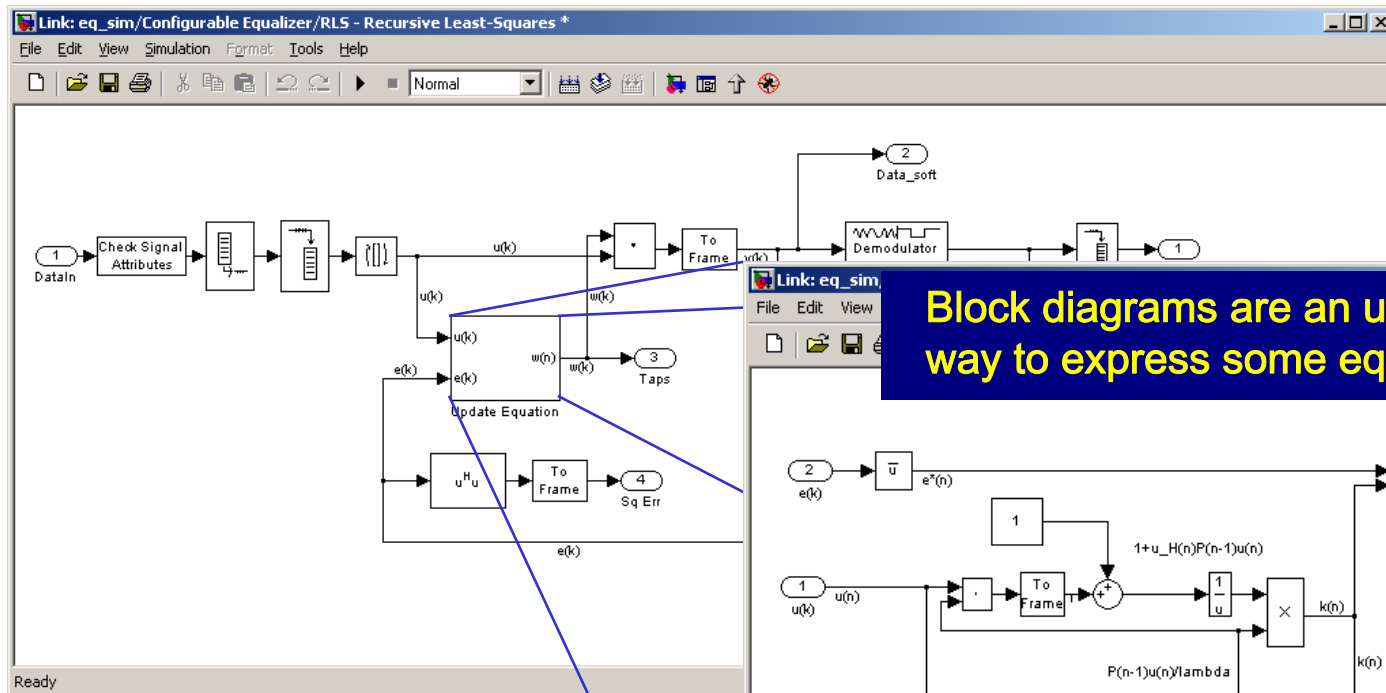 Link: eq_sim/Configurable Equalizer/RLS - Recursive Least-Squares *
File Edit View Simulation Format Tools Help
Normal
2
Data_soft
1
DataIn
Check Signal
Attributes
u(k)
To
Frame
y(k)
Demodulator
1
u(k)
w(k)
u(k)
e(k)
w(n)
e(k)
w(k)
3
Taps
Update Equation
u^H u
To
Frame
4
Sq Err
e(k)
Ready
Link: eq_sim
File Edit View
Block diagrams are an u
way to express some eq
2
e(k)
u
e*(n)
1
1+u_H(n)P(n-1)u(n)
1
u(k)
u(n)
To
Frame
++
1
u
×
k(n)
P(n-1)u(n)/lambda
k(n)